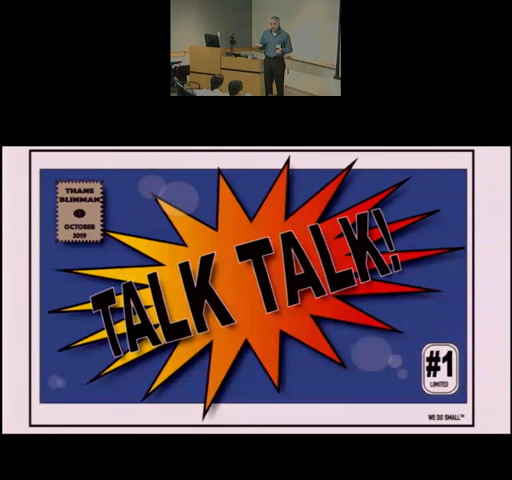 THANE
BLINMAN
OCTOBER
2019
TALK TALK!
#1
LIMITED
WE DO SMALL™